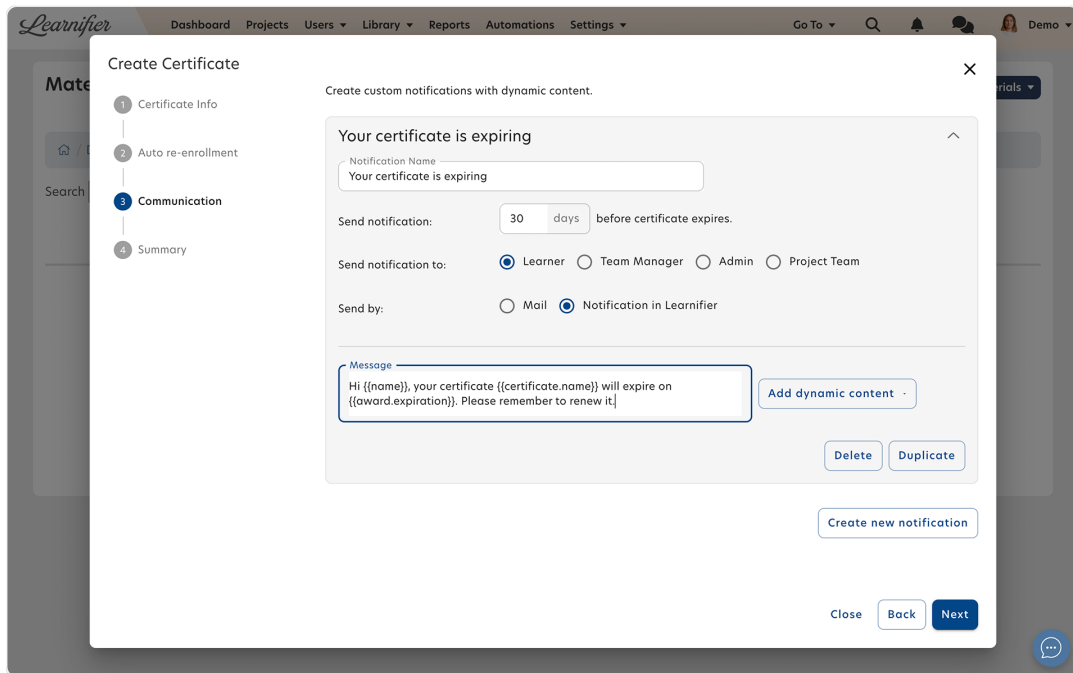 Learnifier
Dashboard Projects Users Library Reports Automations Settings Go To Demo
Create Certificate
1 Certificate Info
2 Auto re-enrollment
3 Communication
4 Summary
Mate
rials
Search
Create custom notifications with dynamic content.
Your certificate is expiring
Notification Name
Your certificate is expiring
Send notification: 30 days before certificate expires.
Send notification to: Learner Team Manager Admin Project Team
Send by: Mail Notification in Learnifier
Message
Hi {{name}}, your certificate {{certificate.name}} will expire on
{{award.expiration}}. Please remember to renew it.
Add dynamic content
Delete Duplicate
Create new notification
Close Back Next